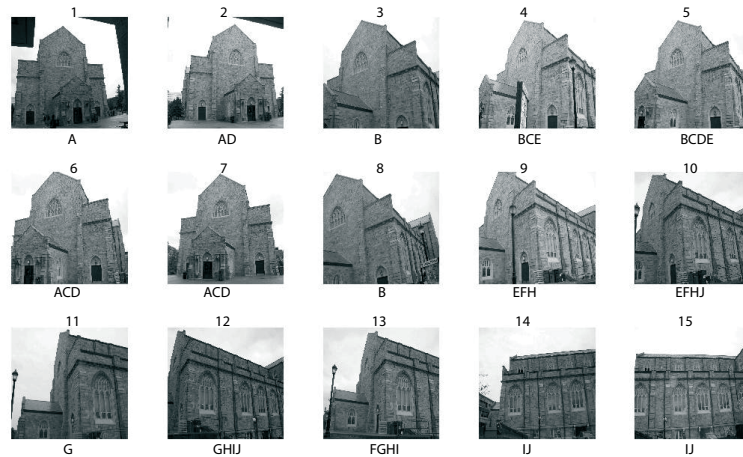 1 2 3 4 5
A AD B BCE BCDE
6 7 8 9 10
ACD ACD B EFH EFHJ
11 12 13 14 15
G GHIJ FGHI IJ IJ